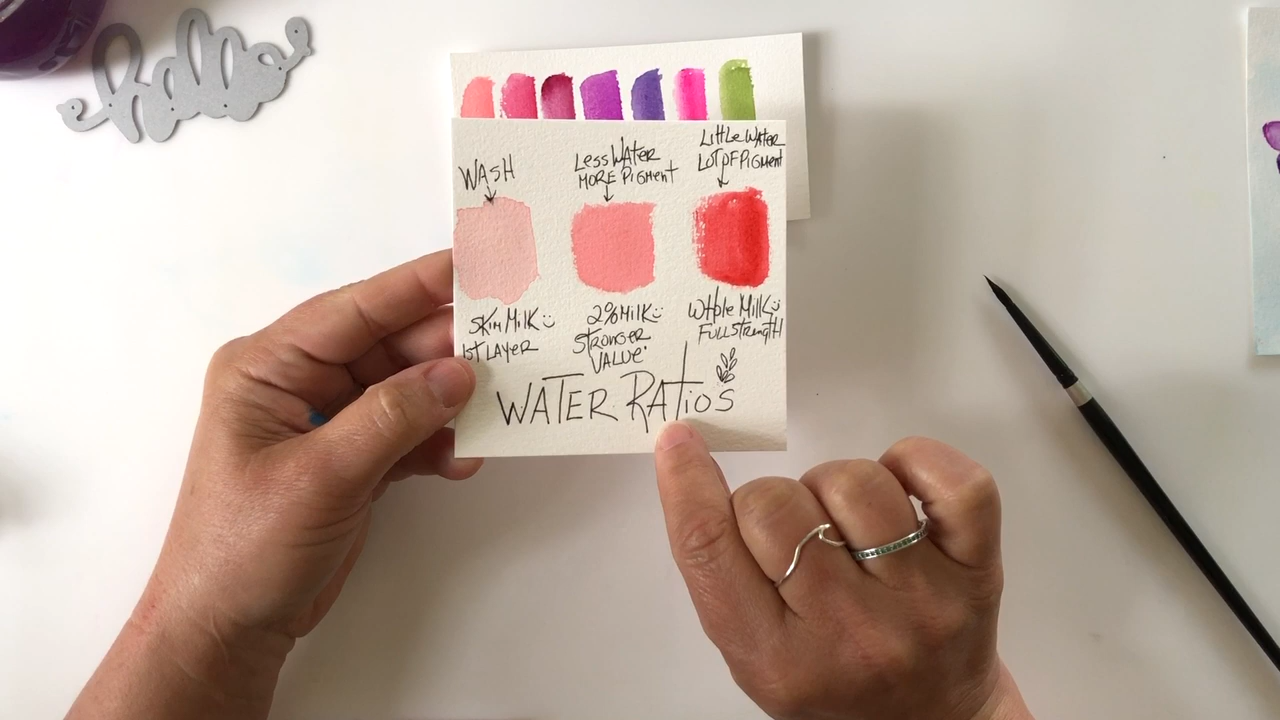 hello
WASH
Less WATER
MORE PIGMENT
LittLe WATER
LOT OF PIGMENT
SKIM MILK
1ST LAYER
2% MILK
STRONGER
VALUE
WHOLE MILK
FULL STRENGTH
WATER RATIOS